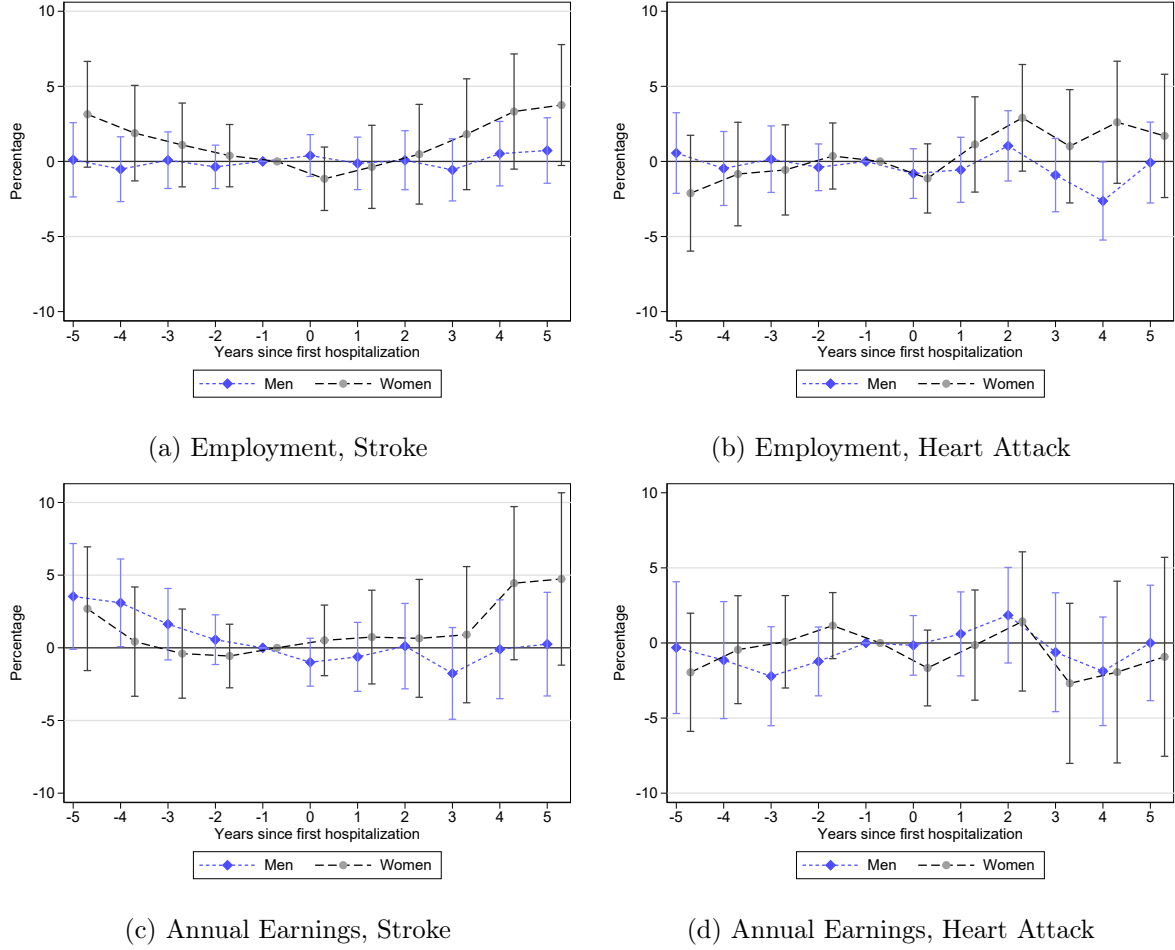 10
5
0
-5
-10
Percentage
-5 -4 -3 -2 -1 0 1 2 3 4 5
Years since first hospitalization
Men Women
(a) Employment, Stroke
10
5
0
-5
-10
Percentage
-5 -4 -3 -2 -1 0 1 2 3 4 5
Years since first hospitalization
Men Women
(b) Employment, Heart Attack
10
5
0
-5
-10
Percentage
-5 -4 -3 -2 -1 0 1 2 3 4 5
Years since first hospitalization
Men Women
(c) Annual Earnings, Stroke
10
5
0
-5
-10
Percentage
-5 -4 -3 -2 -1 0 1 2 3 4 5
Years since first hospitalization
Men Women
(d) Annual Earnings, Heart Attack